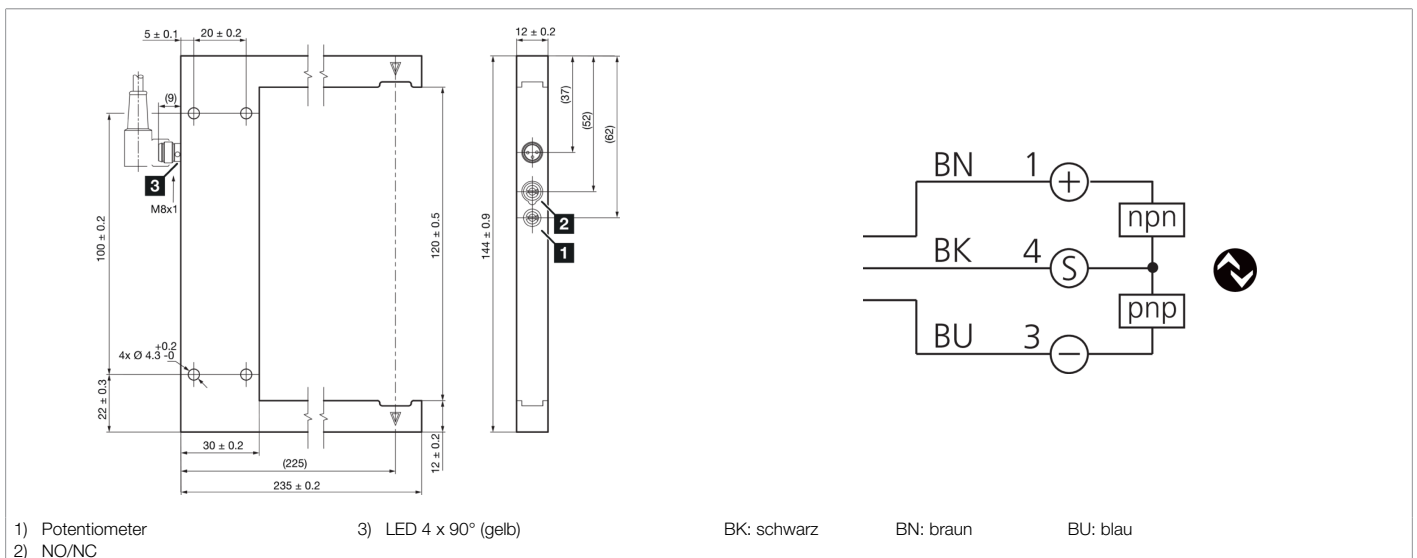 5 ± 0.1
20 ± 0.2
12 ± 0.2
(9)
(37)
(52)
(62)
3
M8x1
2
1
100 ± 0.2
120 ± 0.5
144 ± 0.9
4x Ø 4.3 +0.2 -0
22 ± 0.3
30 ± 0.2
12 ± 0.2
(225)
235 ± 0.2
BN 1 +
npn
BK 4 S
pnp
BU 3 −
1) Potentiometer 3) LED 4 x 90° (gelb) BK: schwarz BN: braun BU: blau
2) NO/NC